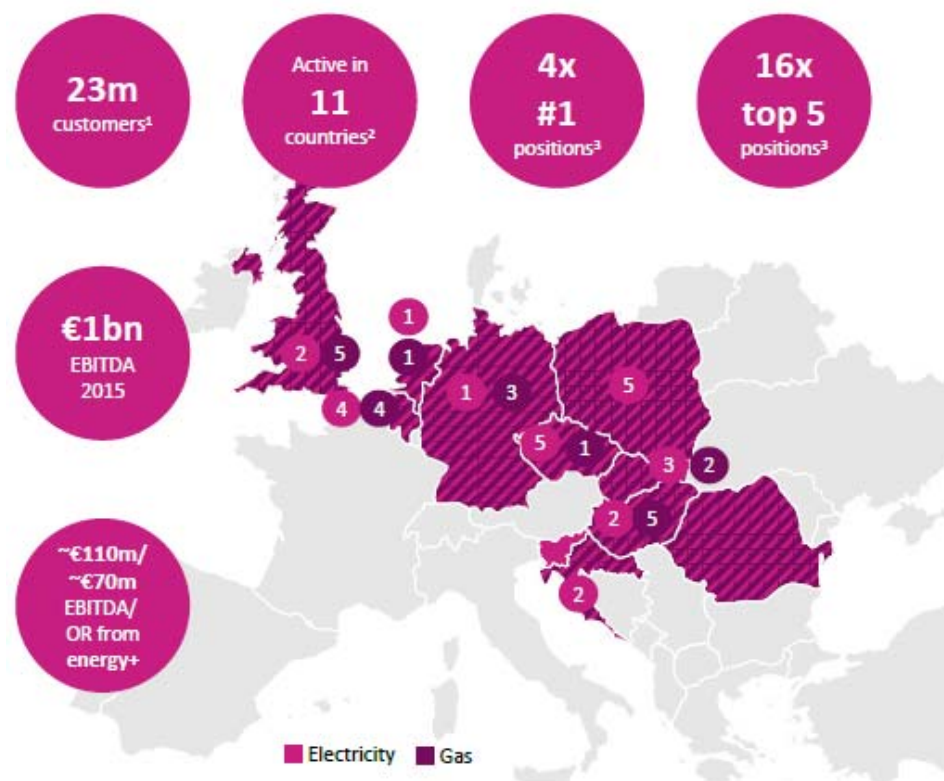 23m
customers¹
Active in
11
countries²
4x
#1
positions³
16x
top 5
positions³
€1bn
EBITDA
2015
~€110m/
~€70m
EBITDA/
OR from
energy+
1
2
5
1
4
4
1
3
5
5
1
3
2
2
5
2
Electricity
Gas